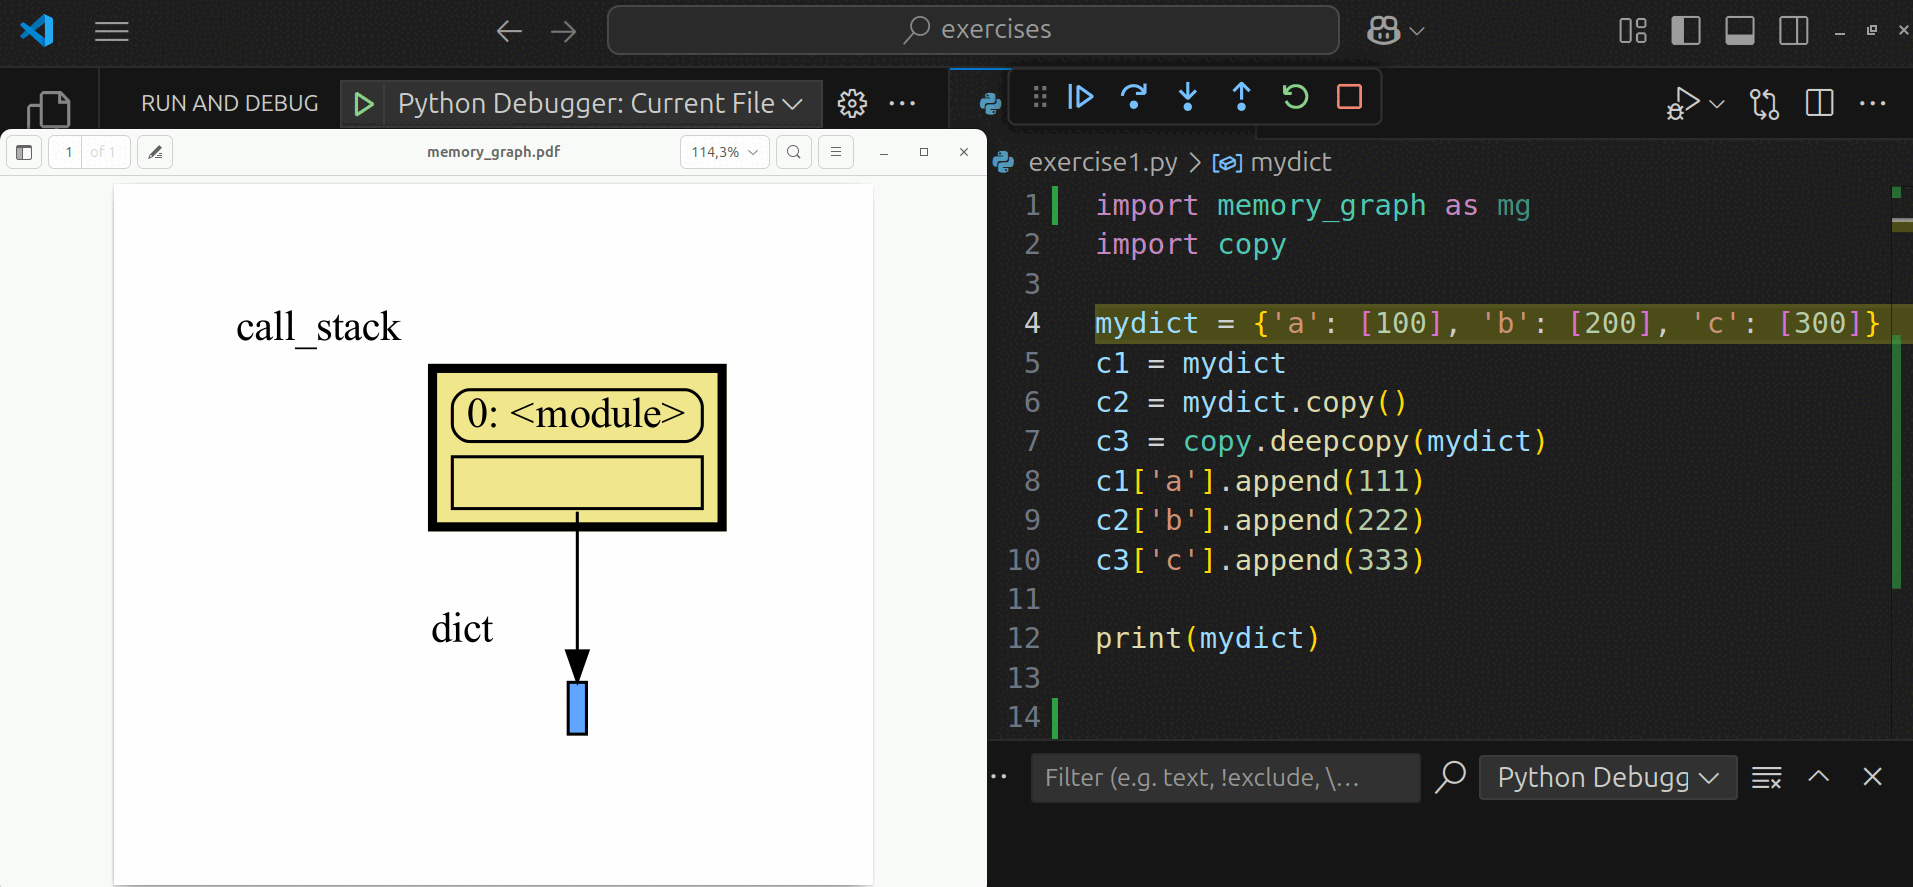 exercises
RUN AND DEBUG
Python Debugger: Current File
1 of 1
memory_graph.pdf
114,3%
call_stack
0: <module>
dict
exercise1.py > mydict
1 import memory_graph as mg
2 import copy
3
4 mydict = {'a': [100], 'b': [200], 'c': [300]}
5 c1 = mydict
6 c2 = mydict.copy()
7 c3 = copy.deepcopy(mydict)
8 c1['a'].append(111)
9 c2['b'].append(222)
10 c3['c'].append(333)
11
12 print(mydict)
13
14
Filter (e.g. text, !exclude, \...
Python Debugg